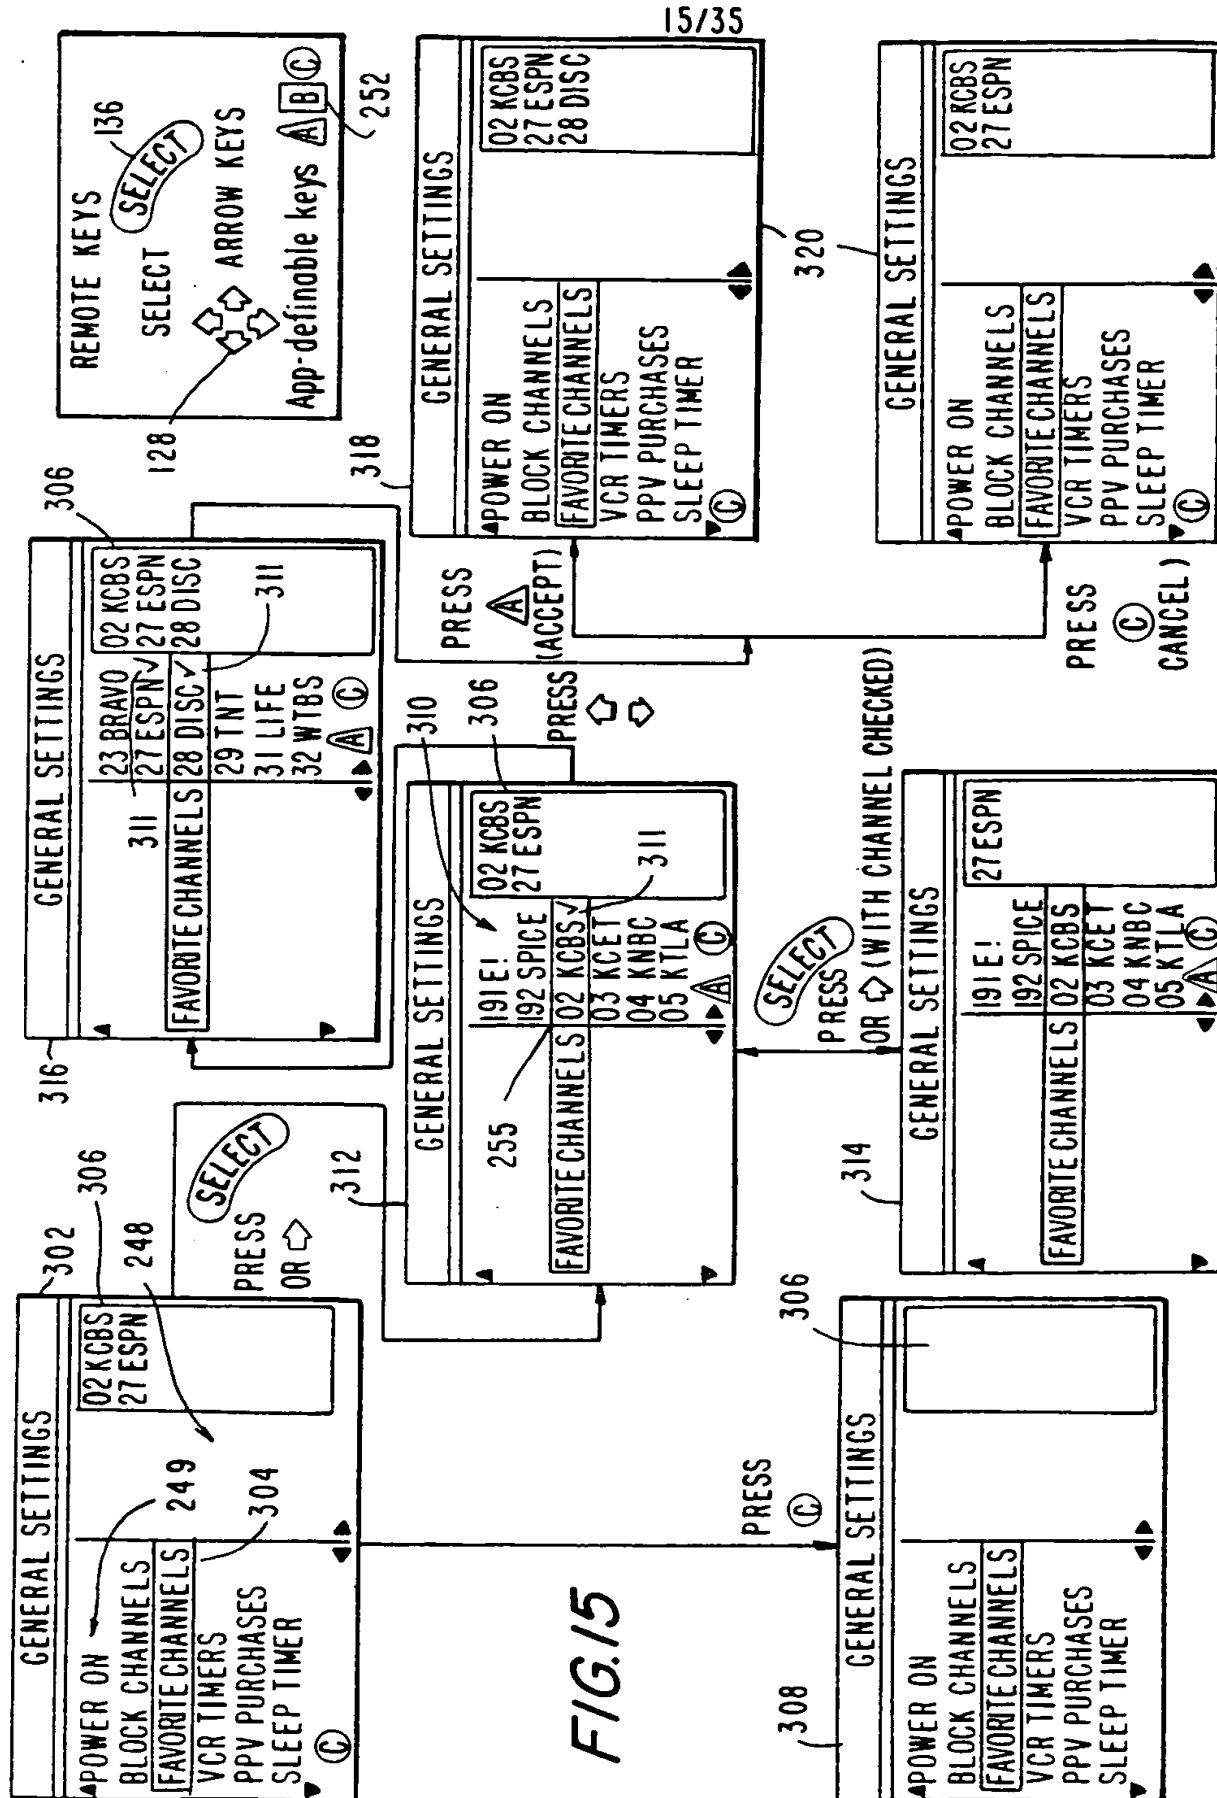 15/35
GENERAL SETTINGS
302
POWER ON
BLOCK CHANNELS
FAVORITE CHANNELS
VCR TIMERS
PPV PURCHASES
SLEEP TIMER
C
02 KCBS
27 ESPN
306
249
248
304
PRESS
SELECT
OR
316
GENERAL SETTINGS
FAVORITE CHANNELS
23 BRAVO
27 ESPN ✓
28 DISC ✓
29 TNT
31 LIFE
32 WTBS
A C
02 KCBS
27 ESPN
28 DISC
306
311
311
REMOTE KEYS
SELECT
SELECT
136
ARROW KEYS
128
App-definable keys A B C
252
312
GENERAL SETTINGS
255
FAVORITE CHANNELS
191 E!
192 SPICE
02 KCBS ✓
03 KCET
04 KNBC
05 KTLA
A C
02 KCBS
27 ESPN
310
306
311
PRESS
PRESS
A
(ACCEPT)
318
GENERAL SETTINGS
POWER ON
BLOCK CHANNELS
FAVORITE CHANNELS
VCR TIMERS
PPV PURCHASES
SLEEP TIMER
C
02 KCBS
27 ESPN
28 DISC
320
FIG.15
PRESS
C
308
GENERAL SETTINGS
POWER ON
BLOCK CHANNELS
FAVORITE CHANNELS
VCR TIMERS
PPV PURCHASES
SLEEP TIMER
306
PRESS
SELECT
OR (WITH CHANNEL CHECKED)
314
GENERAL SETTINGS
FAVORITE CHANNELS
191 E!
192 SPICE
02 KCBS
03 KCET
04 KNBC
05 KTLA
A C
27 ESPN
PRESS
C
CANCEL)
GENERAL SETTINGS
POWER ON
BLOCK CHANNELS
FAVORITE CHANNELS
VCR TIMERS
PPV PURCHASES
SLEEP TIMER
C
02 KCBS
27 ESPN